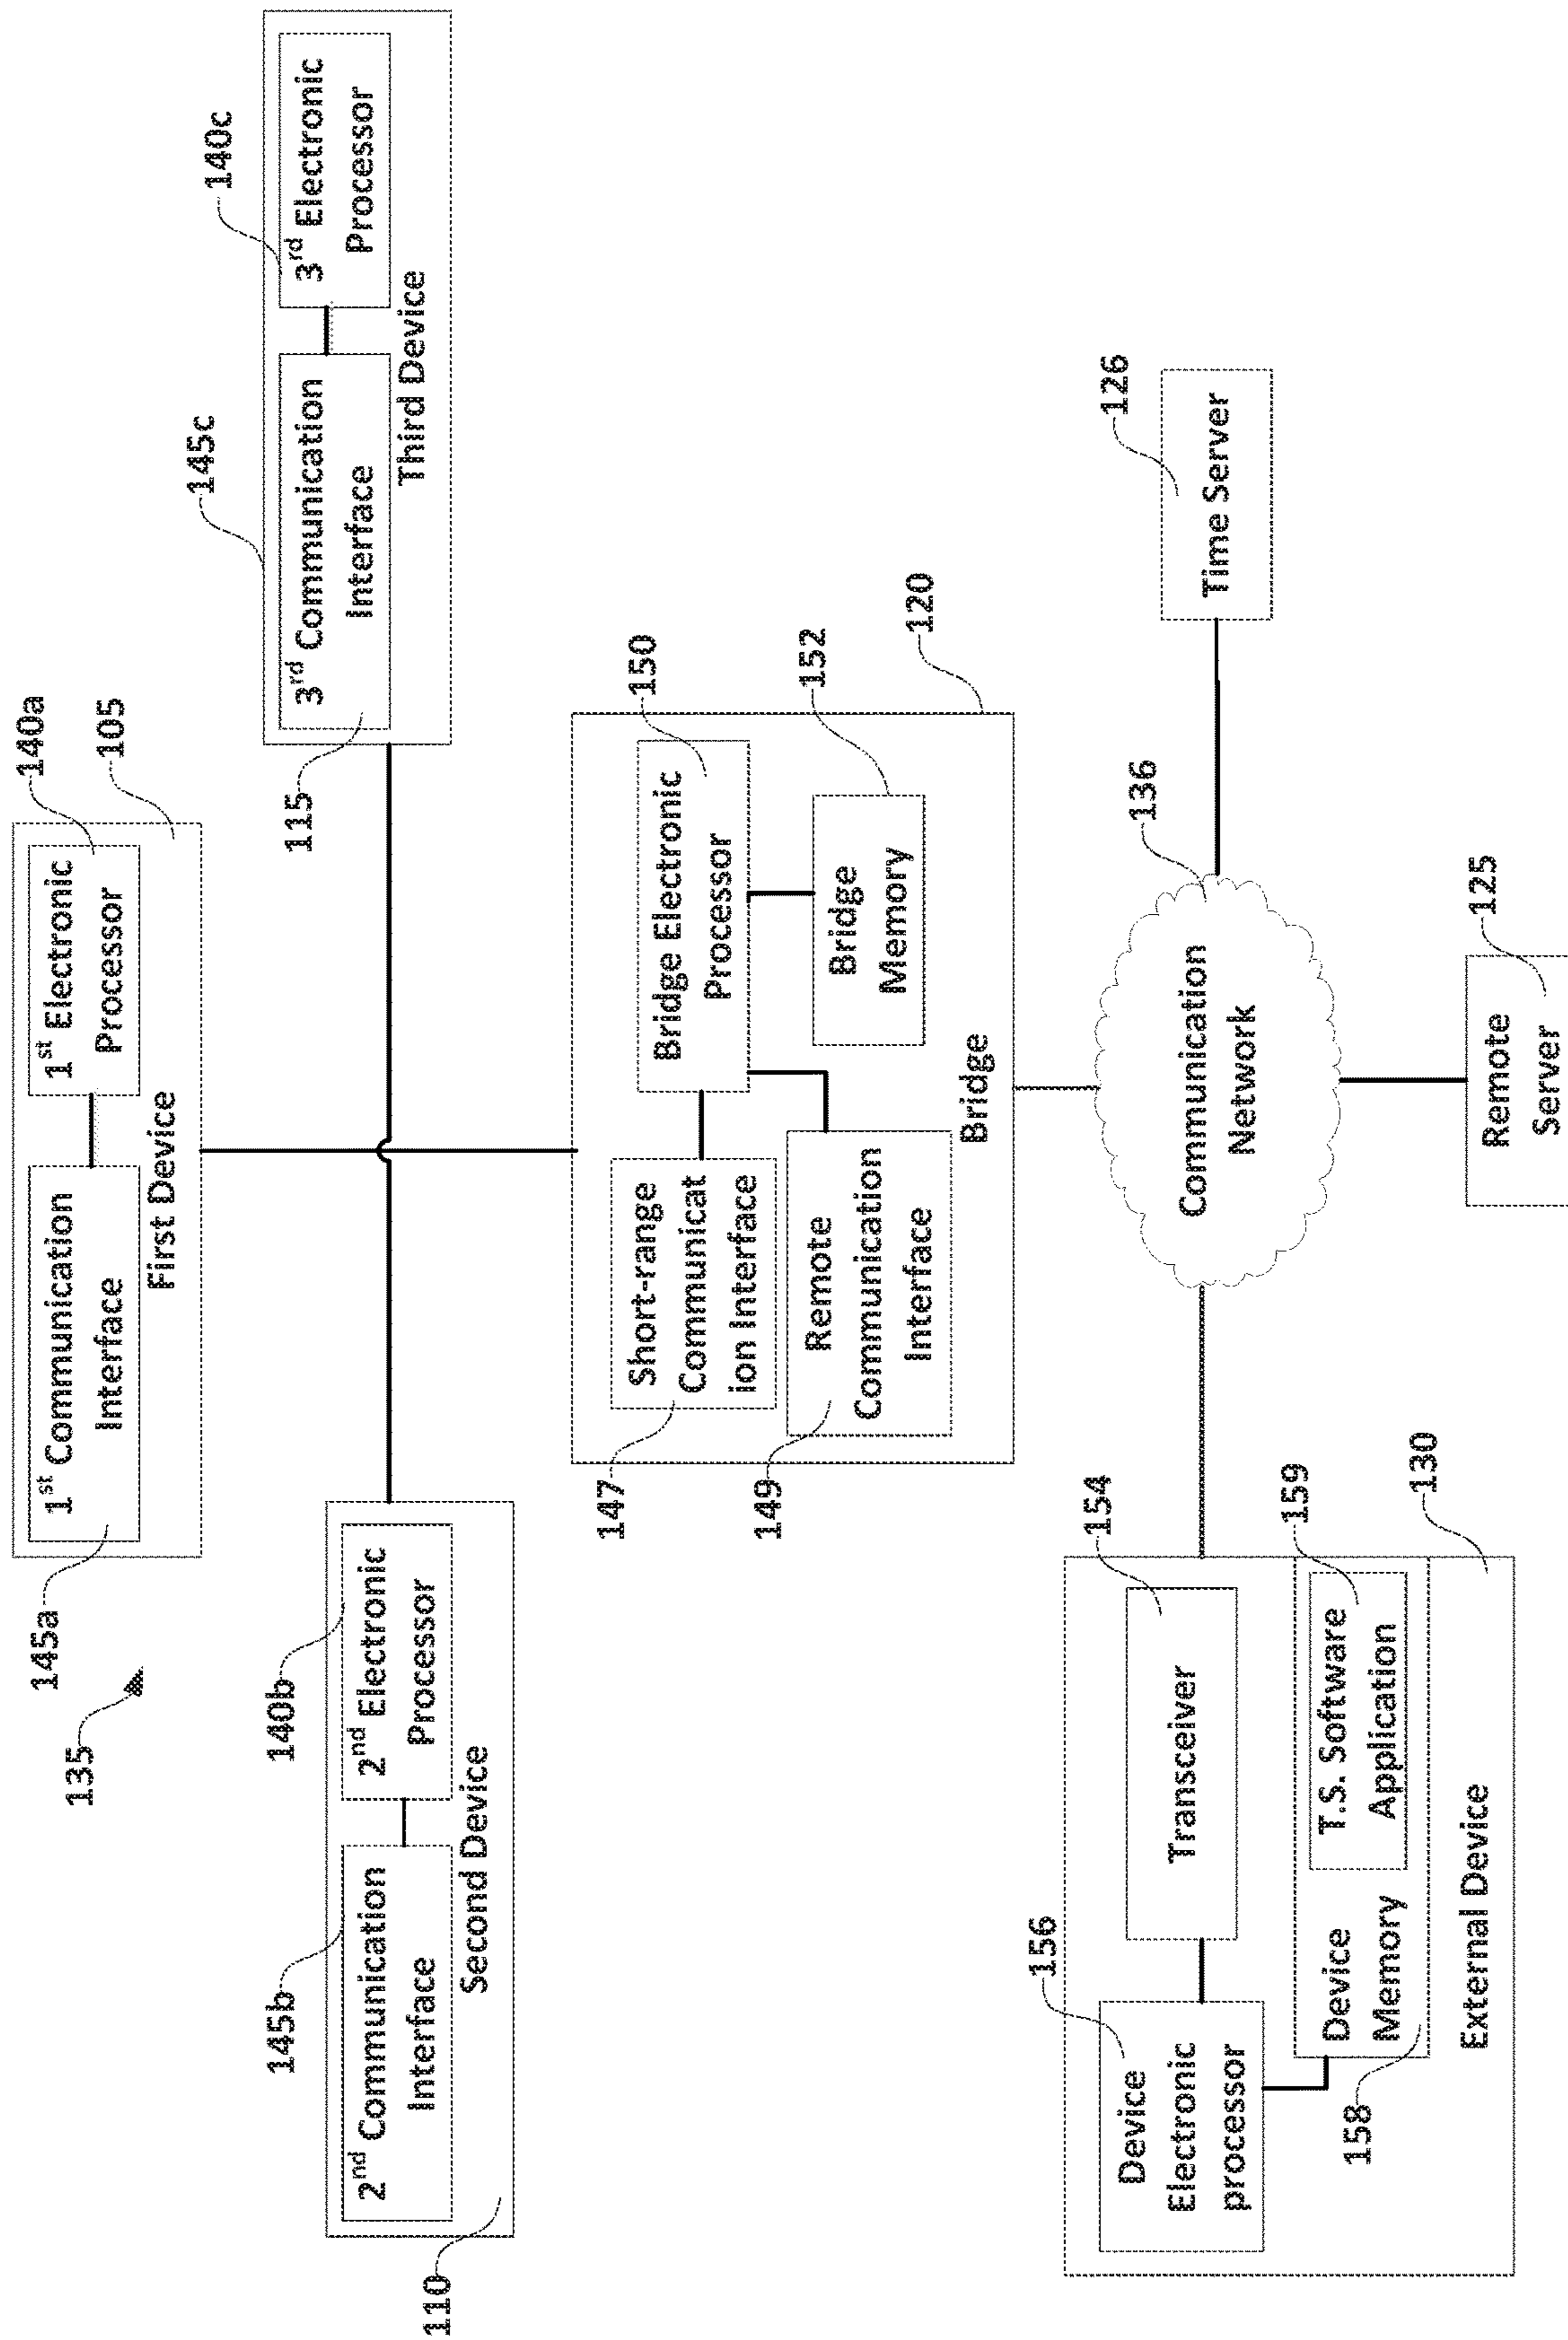 135
145a
1st Communication
Interface
1st Electronic
Processor
First Device
140a
105
145b
2nd Communication
Interface
140b
2nd Electronic
Processor
Second Device
110
145c
3rd Communication
Interface
140c
3rd Electronic
Processor
Third Device
115
147
Short-range
Communicat
ion Interface
149
Remote
Communication
Interface
Bridge Electronic
Processor
150
Bridge
Memory
152
Bridge
120
156
Device
Electronic
processor
Transceiver
154
Device
Memory
158
T.S. Software
Application
159
External Device
130
Communication
Network
136
Time Server
126
Remote
Server
125